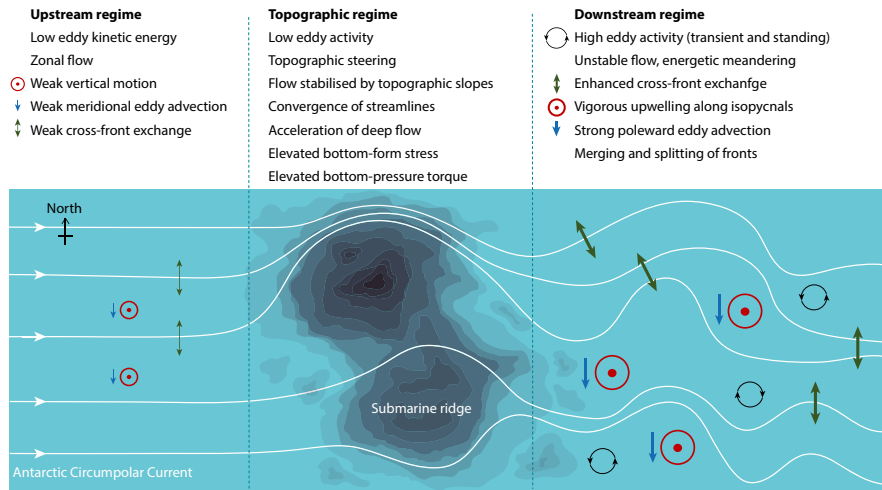 Upstream regime
Low eddy kinetic energy
Zonal flow
Weak vertical motion
Weak meridional eddy advection
Weak cross-front exchange
Topographic regime
Low eddy activity
Topographic steering
Flow stabilised by topographic slopes
Convergence of streamlines
Acceleration of deep flow
Elevated bottom-form stress
Elevated bottom-pressure torque
Downstream regime
High eddy activity (transient and standing)
Unstable flow, energetic meandering
Enhanced cross-front exchanfge
Vigorous upwelling along isopycnals
Strong poleward eddy advection
Merging and splitting of fronts
North
Submarine ridge
Antarctic Circumpolar Current